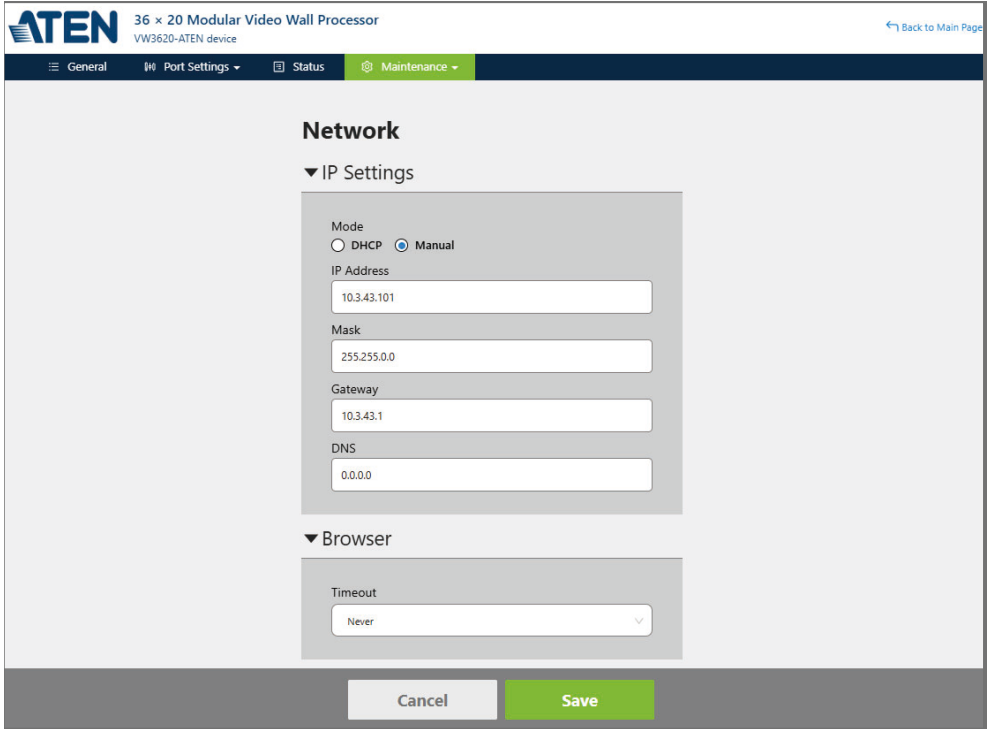 ATEN
36 × 20 Modular Video Wall Processor
VW3620-ATEN device
Back to Main Page
General Port Settings Status Maintenance
Network
IP Settings
Mode
DHCP Manual
IP Address
10.3.43.101
Mask
255.255.0.0
Gateway
10.3.43.1
DNS
0.0.0.0
Browser
Timeout
Never
Cancel Save